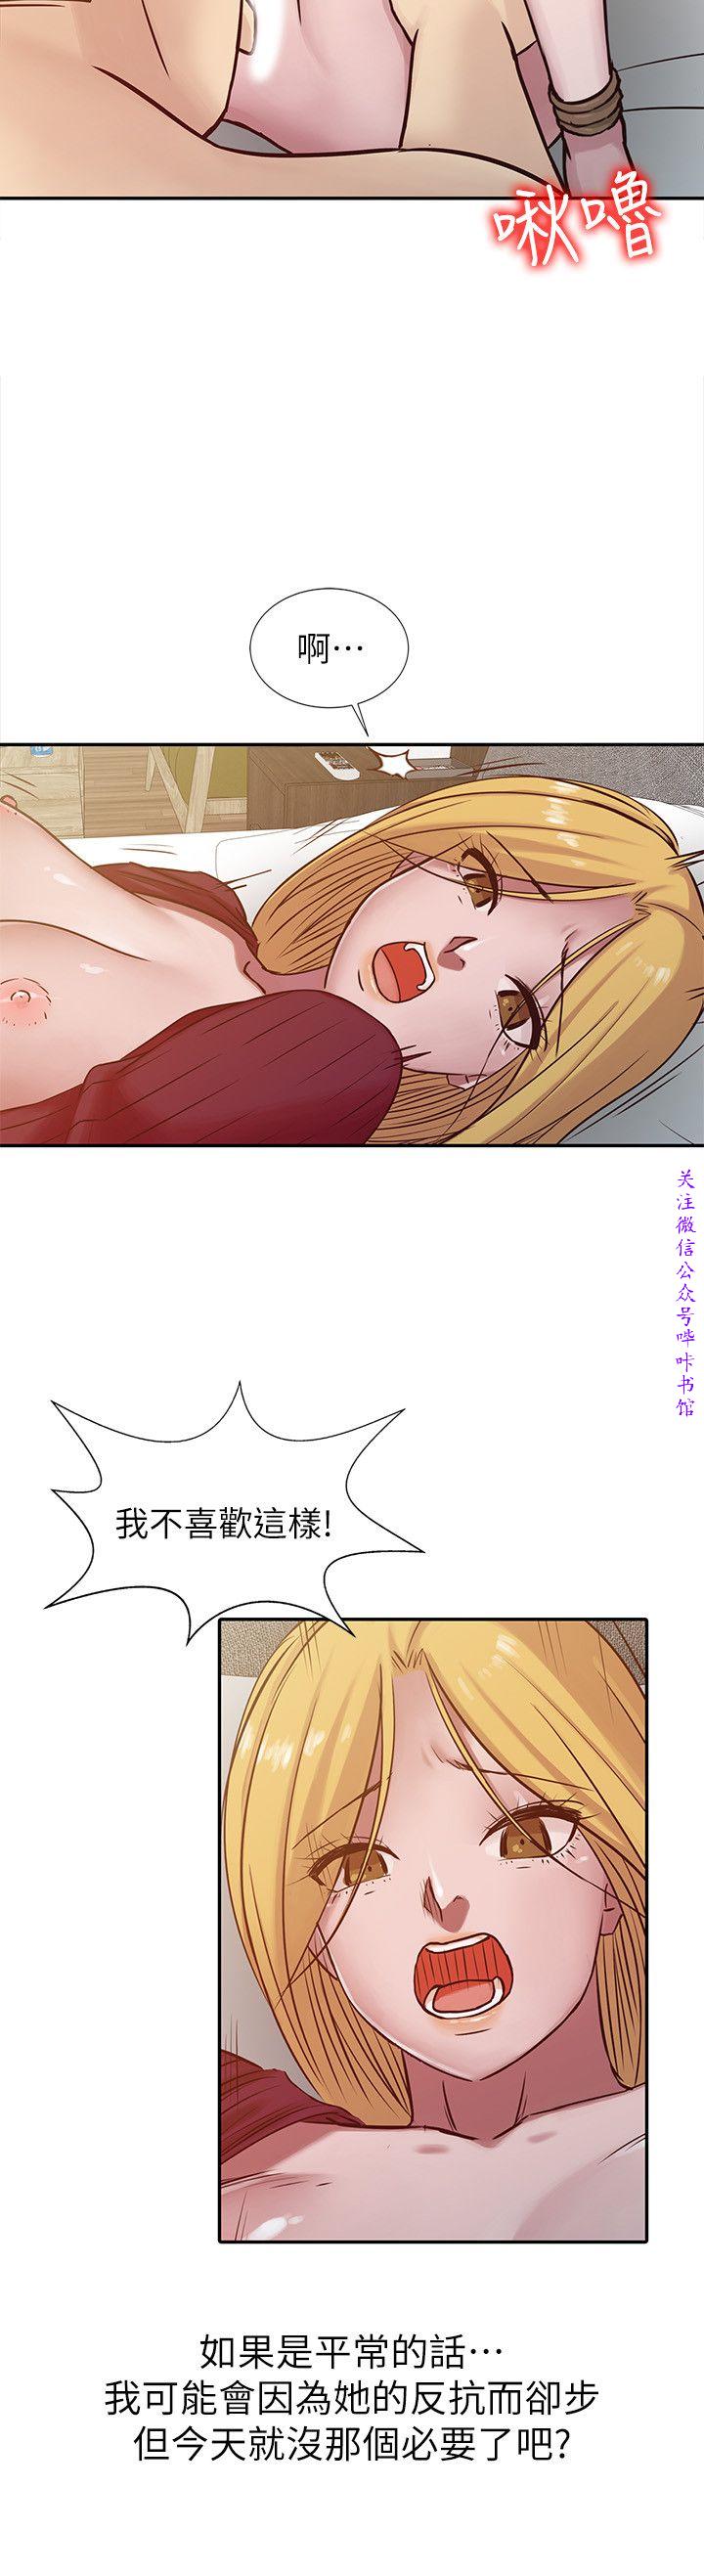 啾嚕
啊⋯
关注微信公众号哔咔书馆
我不喜歡這樣!
如果是平常的話⋯
我可能會因為她的反抗而卻步
但今天就沒那個必要了吧?